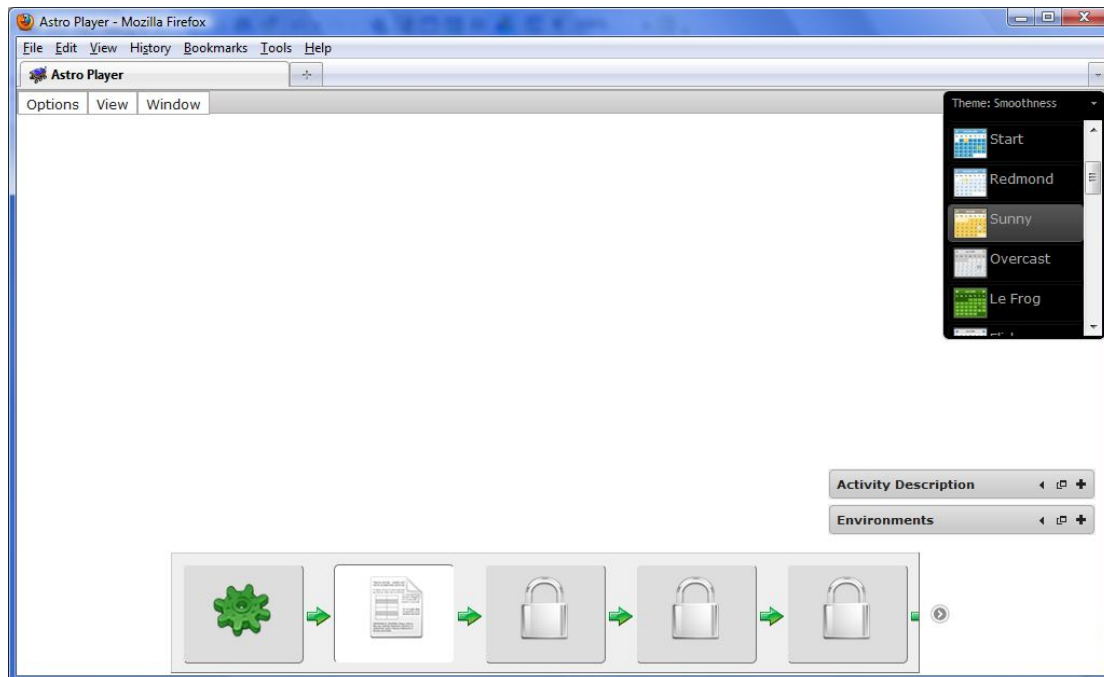 Astro Player - Mozilla Firefox
File Edit View History Bookmarks Tools Help
Astro Player
Options View Window
Theme: Smoothness
Start
Redmond
Sunny
Overcast
Le Frog
Activity Description
Environments